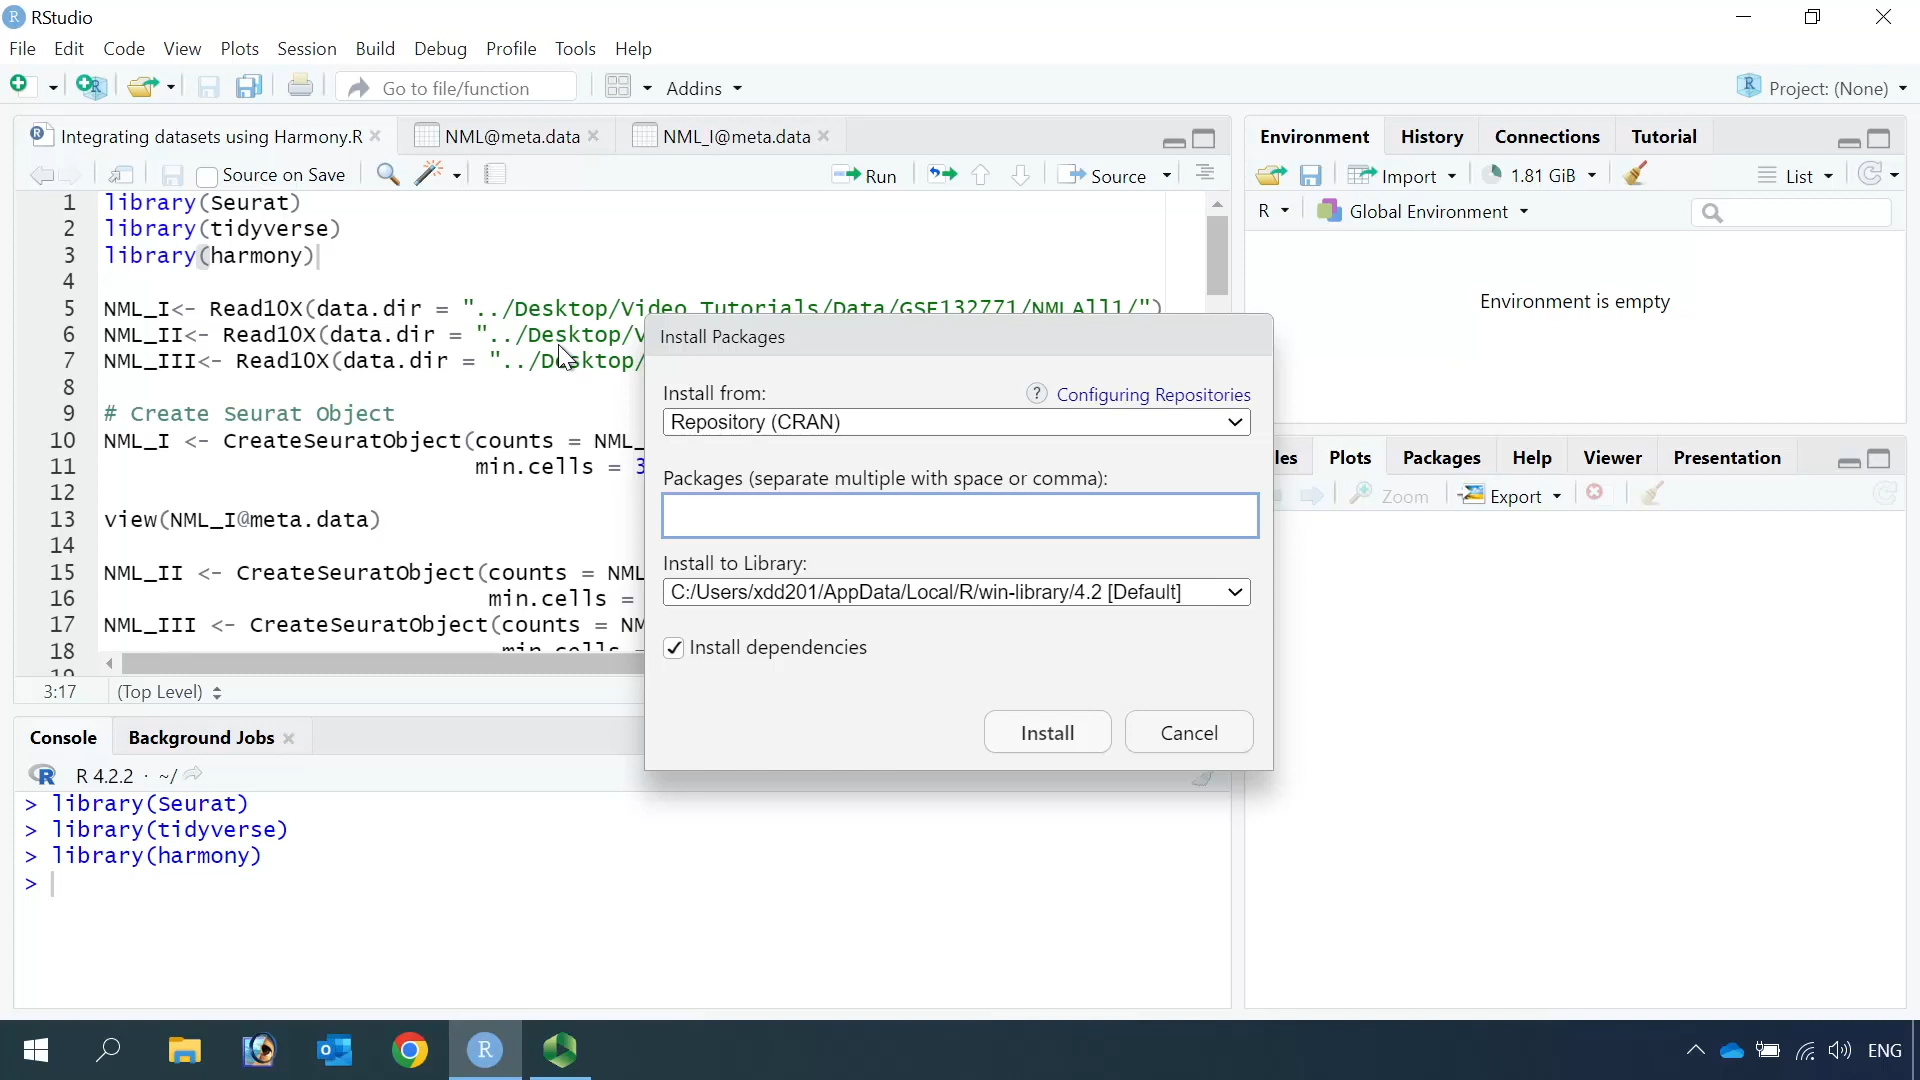 RStudio
File Edit Code View Plots Session Build Debug Profile Tools Help
Go to file/function Addins Project: (None)
Integrating datasets using Harmony.R NML@meta.data NML_I@meta.data
Source on Save Run Source
1 library(Seurat)
2 library(tidyverse)
3 library(harmony)
4
5 NML_I<- Read10X(data.dir = "../Desktop/Video Tutorials/Data/GSE132771/NMLAll1/")
6 NML_II<- Read10X(data.dir = "../Desktop/V
7 NML_III<- Read10X(data.dir = "../Desktop/
8
9 # Create Seurat Object
10 NML_I <- CreateSeuratObject(counts = NML_
11 min.cells = 3
12
13 view(NML_I@meta.data)
14
15 NML_II <- CreateSeuratObject(counts = NML
16 min.cells =
17 NML_III <- CreateSeuratObject(counts = NM
18 min.cells =
19
3:17 (Top Level)
Console Background Jobs
R 4.2.2 · ~/
> library(Seurat)
> library(tidyverse)
> library(harmony)
>
Environment History Connections Tutorial
Import 1.81 GiB List
R Global Environment
Environment is empty
les Plots Packages Help Viewer Presentation
Zoom Export
Install Packages
Install from: ? Configuring Repositories
Repository (CRAN)
Packages (separate multiple with space or comma):
Install to Library:
C:/Users/xdd201/AppData/Local/R/win-library/4.2 [Default]
Install dependencies
Install Cancel
ENG